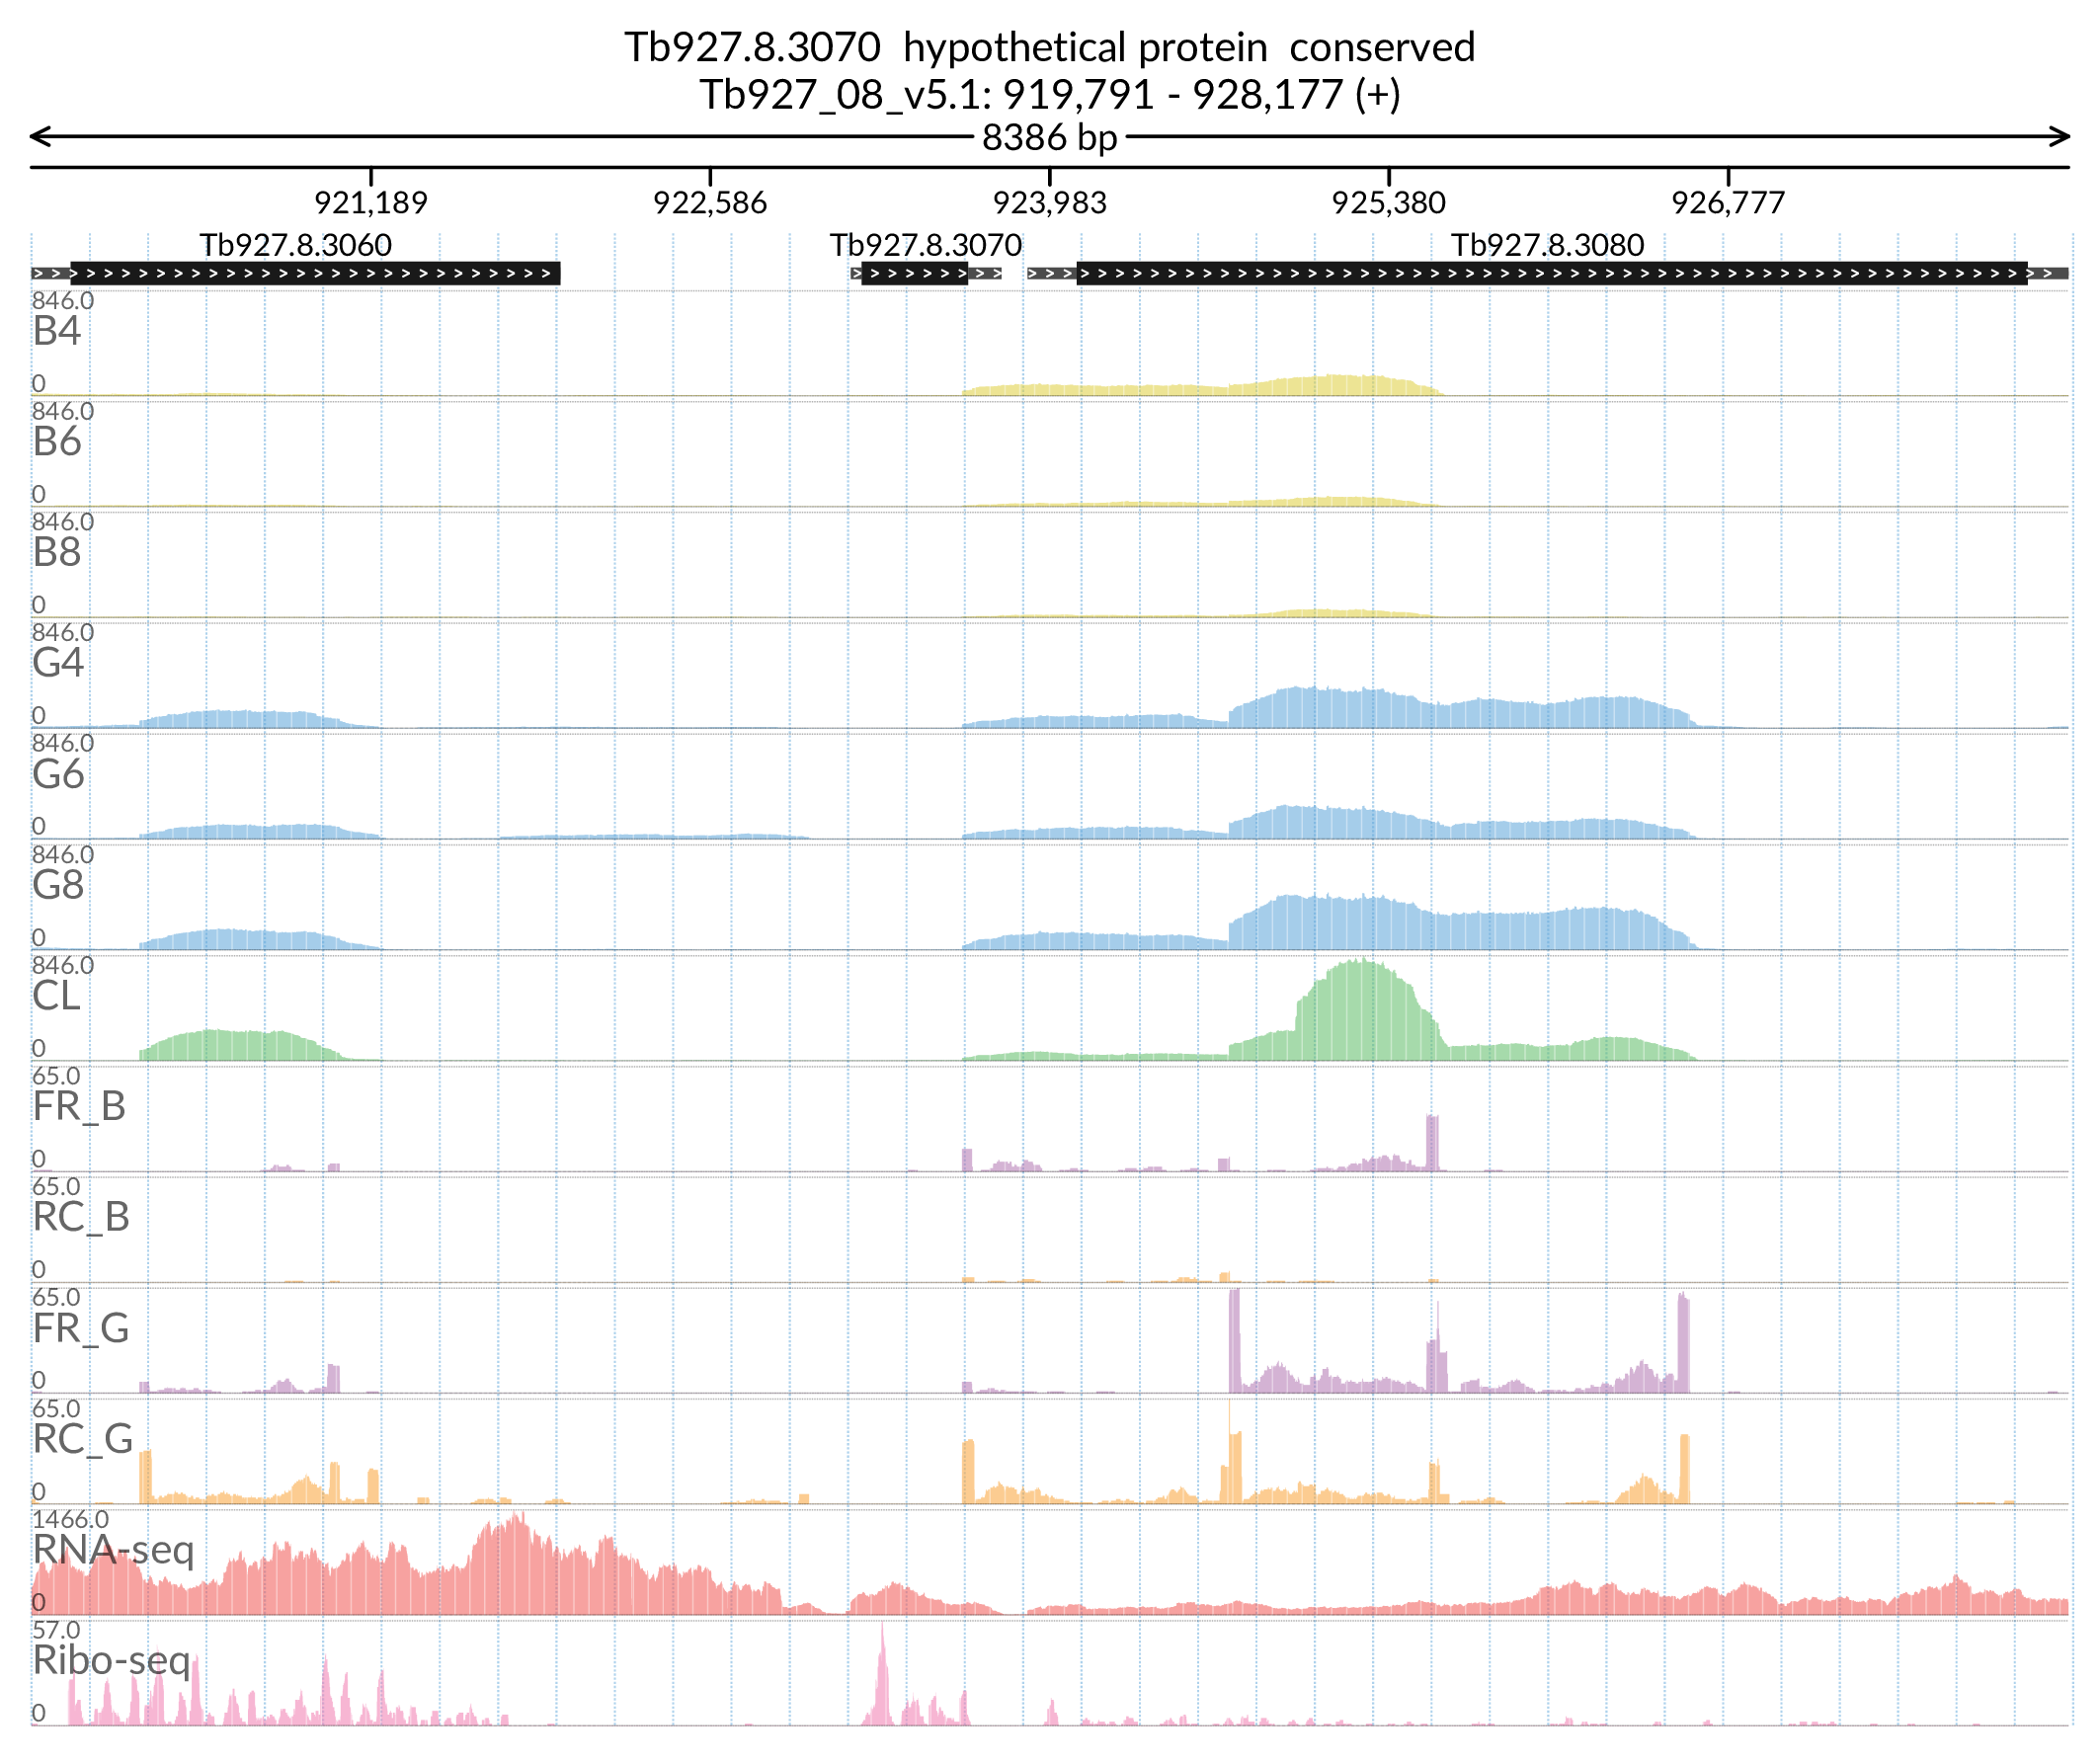 Tb927.8.3070  hypothetical protein  conserved
Tb927_08_v5.1: 919,791 - 928,177 (+)
8386 bp
921,189 922,586 923,983 925,380 926,777
Tb927.8.3060 Tb927.8.3070 Tb927.8.3080
846.0
B4
0
846.0
B6
0
846.0
B8
0
846.0
G4
0
846.0
G6
0
846.0
G8
0
846.0
CL
0
65.0
FR_B
0
65.0
RC_B
0
65.0
FR_G
0
65.0
RC_G
0
1466.0
RNA-seq
0
57.0
Ribo-seq
0